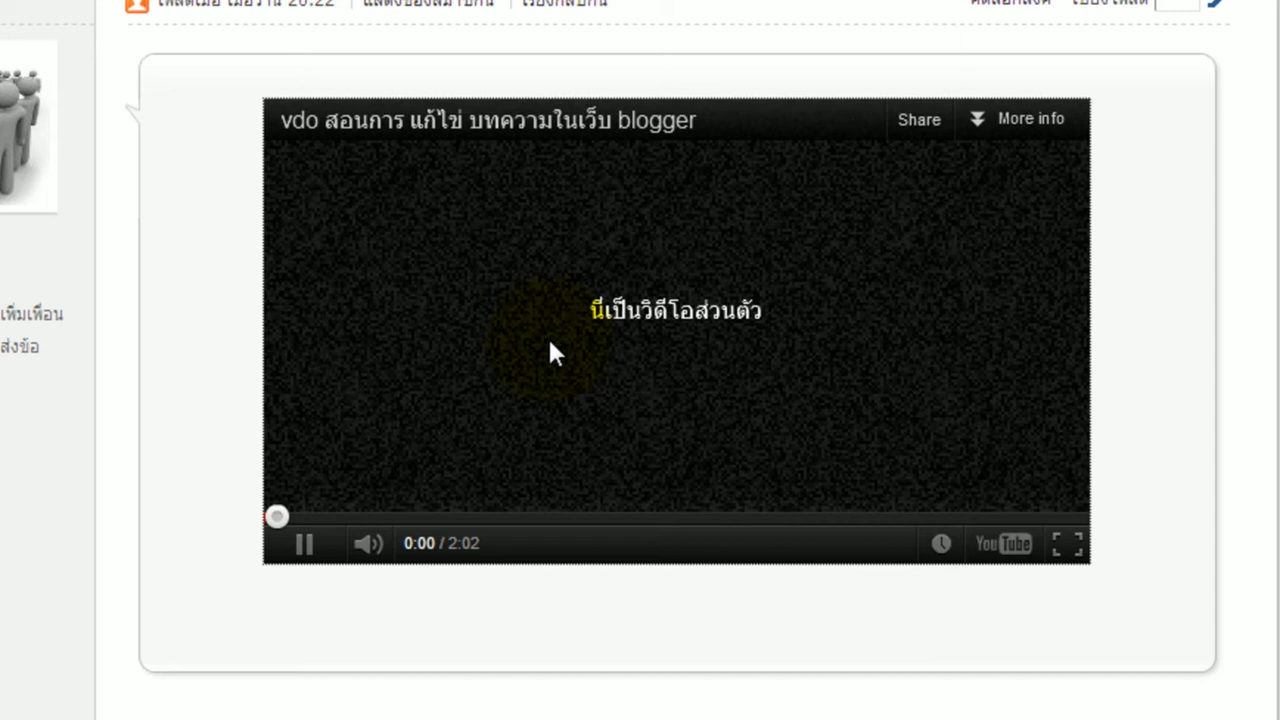 vdo สอนการ แก้ไข่ บทความในเว็บ blogger
Share
More info
นี่เป็นวิดีโอส่วนตัว
เพิ่มเพื่อน
ส่งข้อ
0:00 / 2:02
YouTube